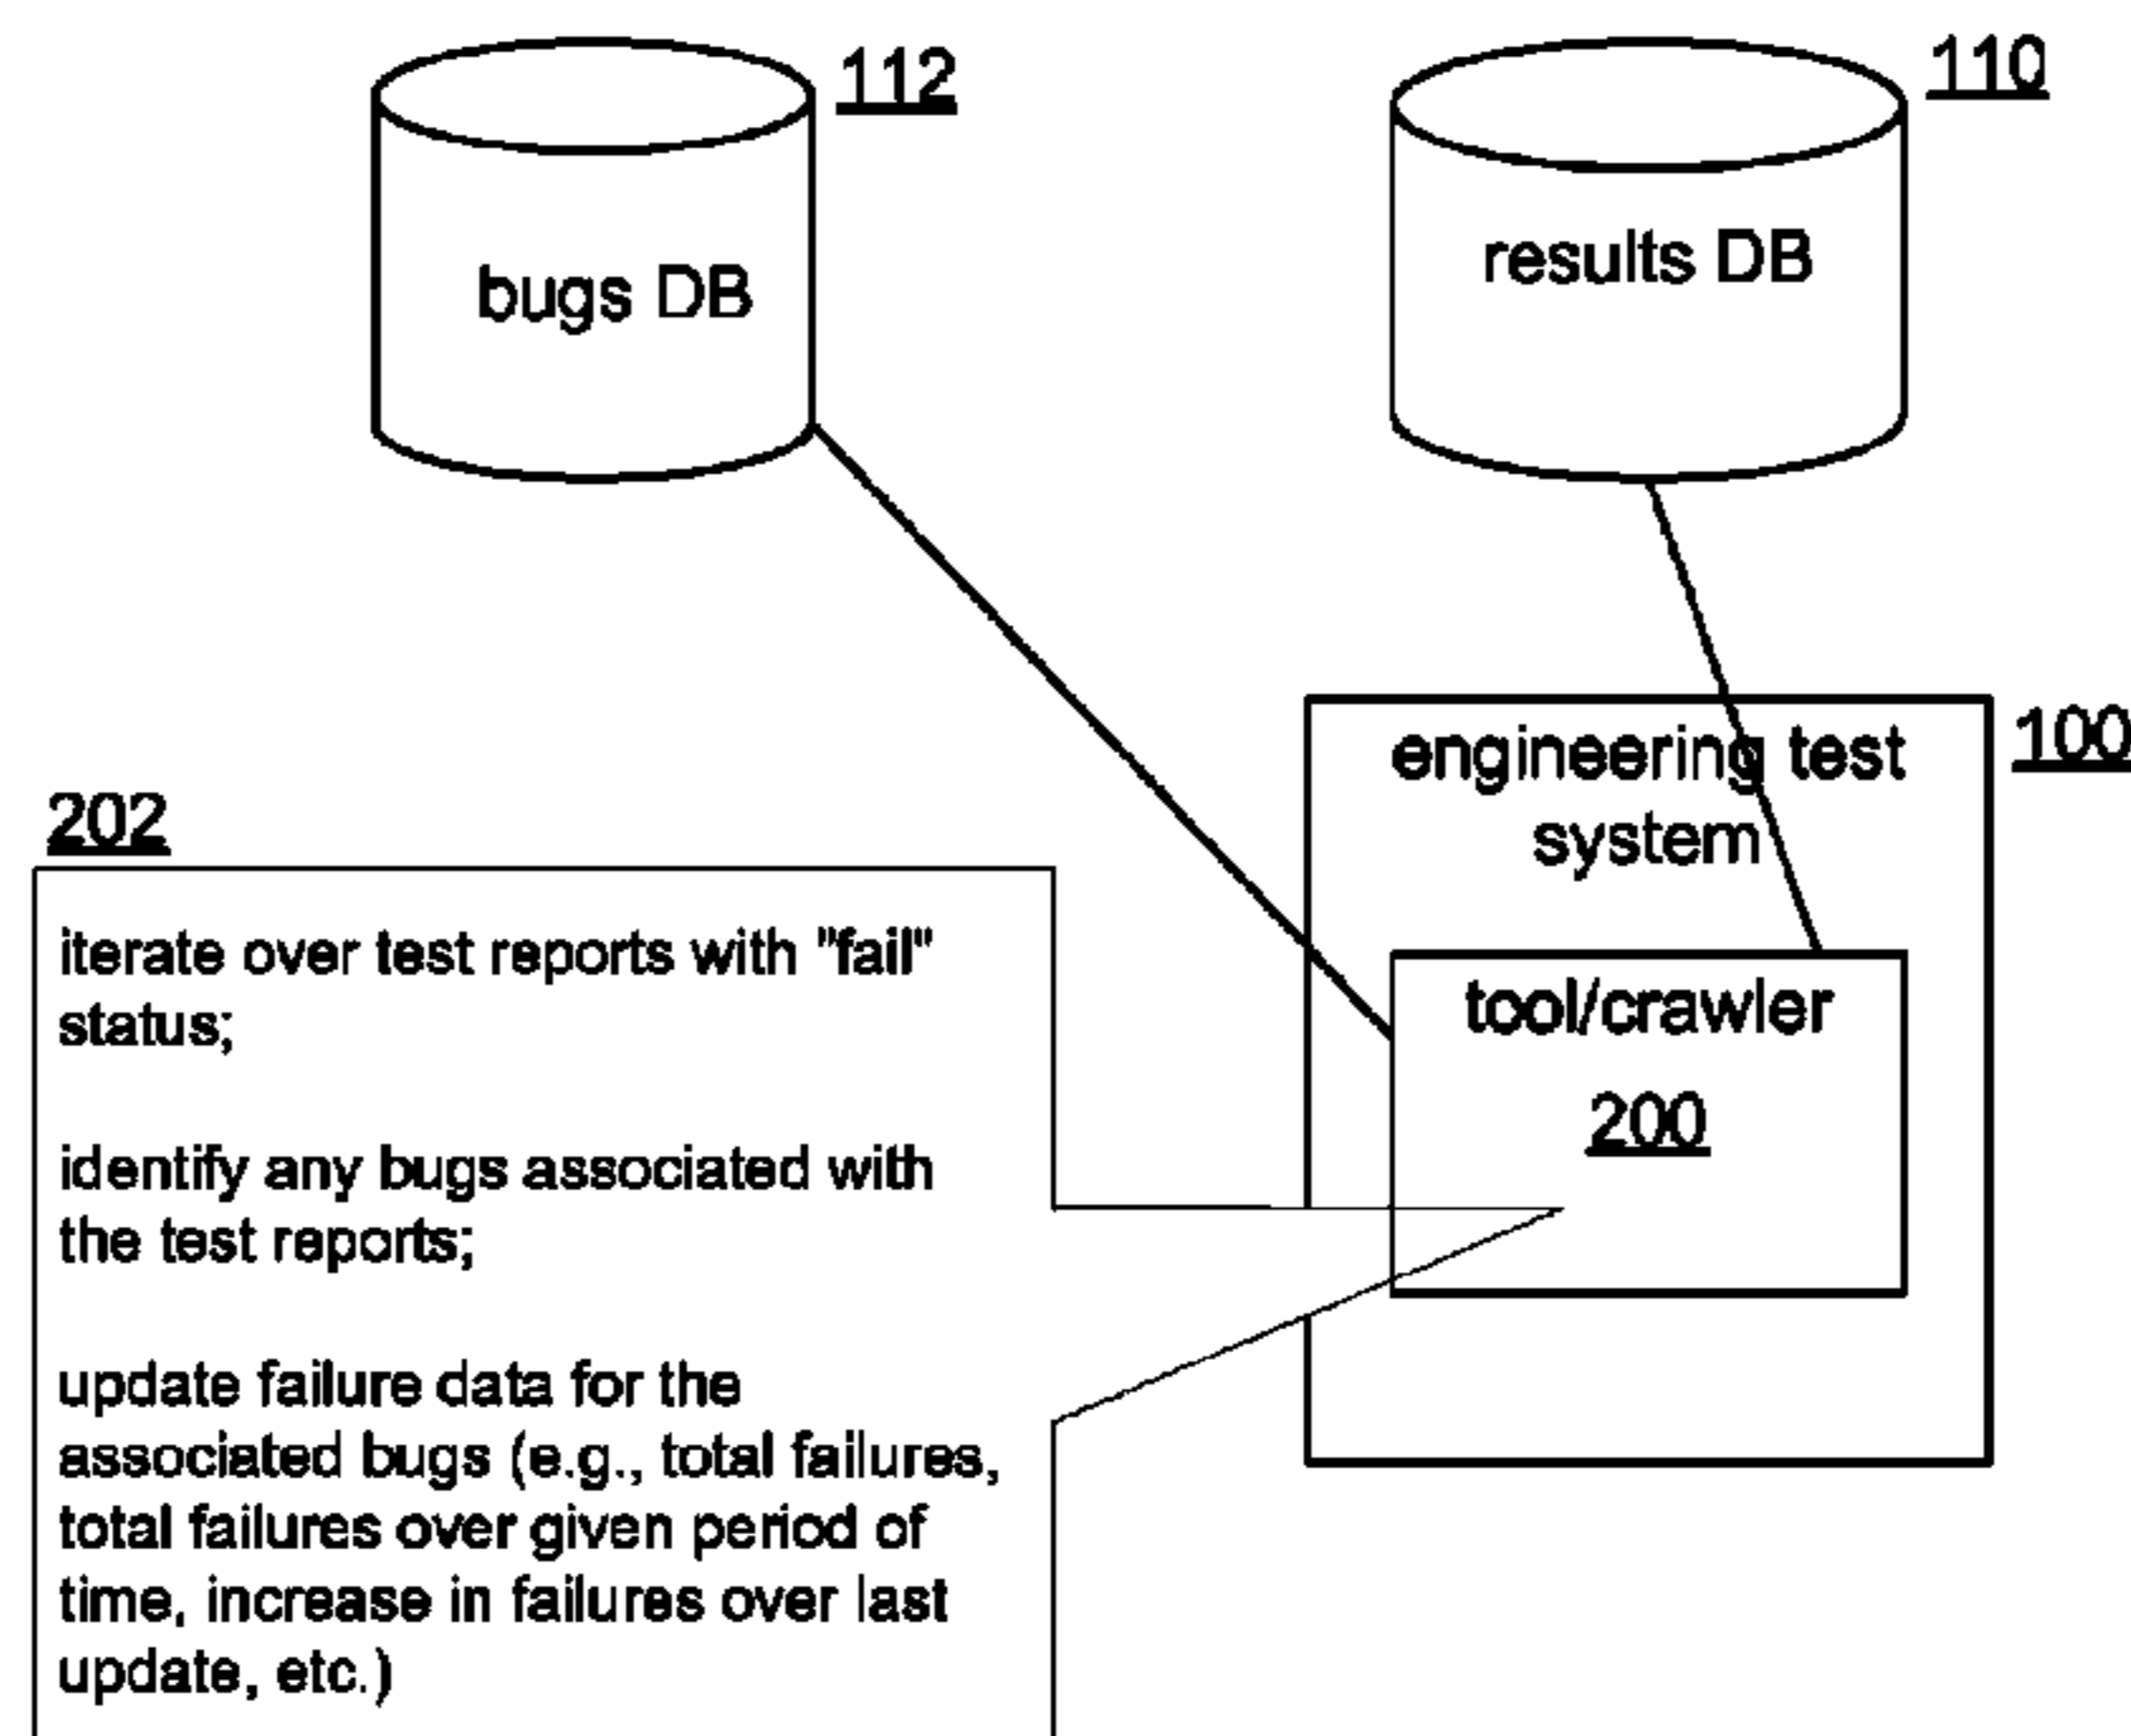 112
110
bugs DB
results DB
engineering test
system
100
202
iterate over test reports with "fail"
status;
identify any bugs associated with
the test reports;
update failure data for the
associated bugs (e.g., total failures,
total failures over given period of
time, increase in failures over last
update, etc.)
tool/crawler
200